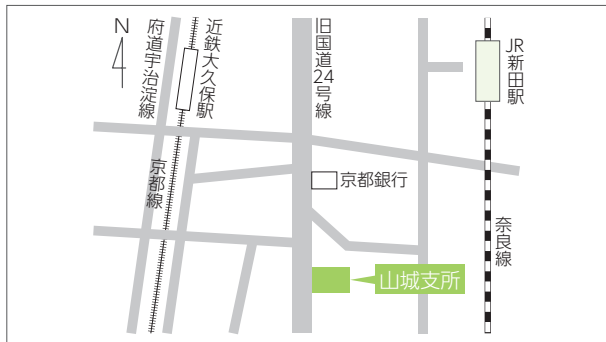 N
府道宇治淀線
近鉄大久保駅
旧国道24号線
JR新田駅
京都線
京都銀行
奈良線
山城支所